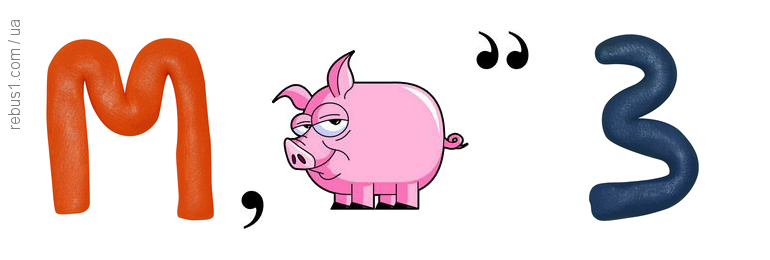 rebus1.com / ua
М , ,, З